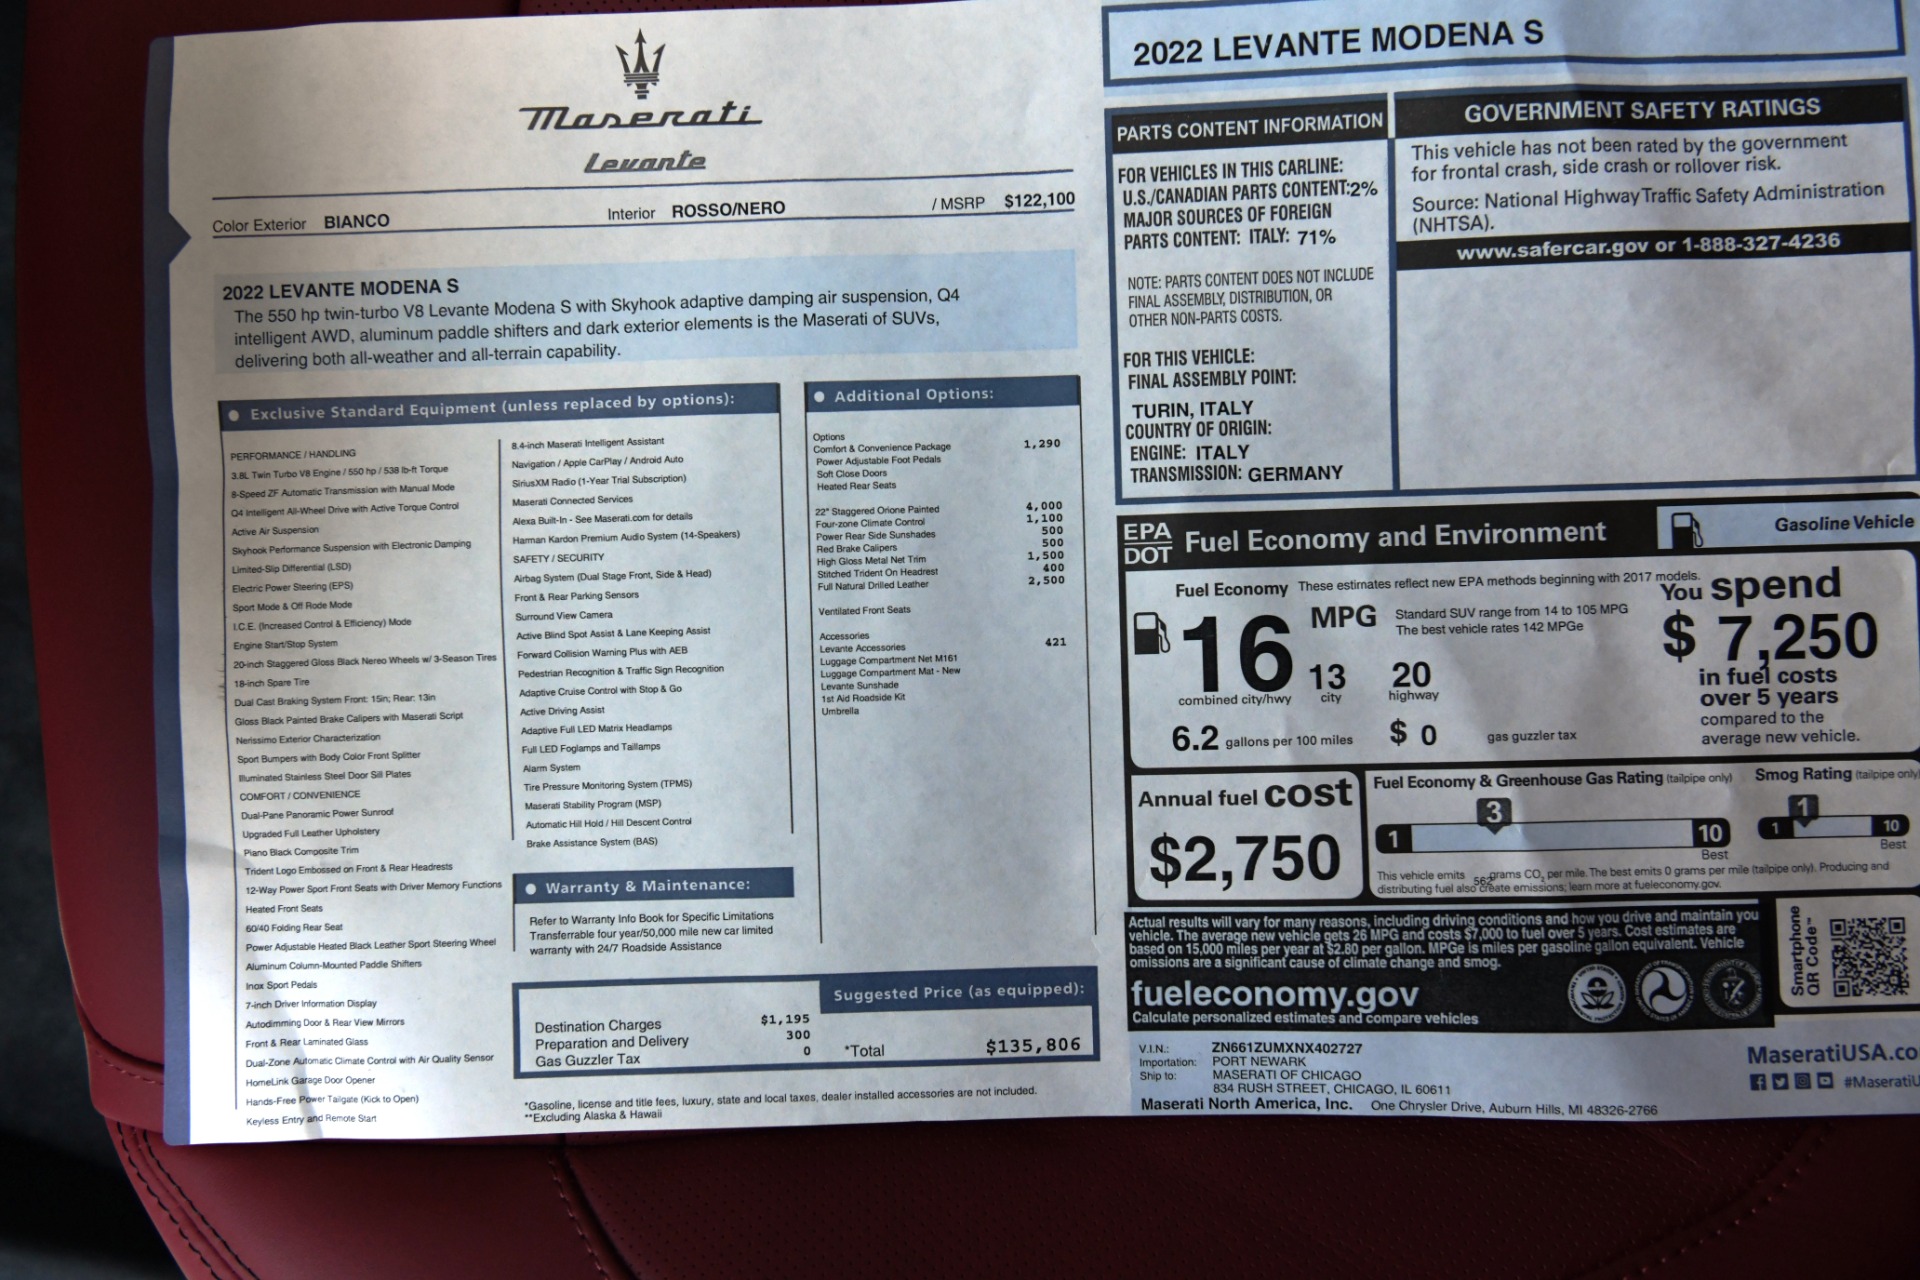 Maserati
Levante
Color Exterior BIANCO Interior ROSSO/NERO / MSRP $122,100
2022 LEVANTE MODENA S
The 550 hp twin-turbo V8 Levante Modena S with Skyhook adaptive damping air suspension, Q4
intelligent AWD, aluminum paddle shifters and dark exterior elements is the Maserati of SUVs,
delivering both all-weather and all-terrain capability.
Exclusive Standard Equipment (unless replaced by options):
PERFORMANCE / HANDLING
3.8L Twin Turbo V8 Engine / 550 hp / 538 lb-ft Torque
8-Speed ZF Automatic Transmission with Manual Mode
Q4 Intelligent All-Wheel Drive with Active Torque Control
Active Air Suspension
Skyhook Performance Suspension with Electronic Damping
Limited-Slip Differential (LSD)
Electric Power Steering (EPS)
Sport Mode & Off Rode Mode
I.C.E. (Increased Control & Efficiency) Mode
Engine Start/Stop System
20-inch Staggered Gloss Black Nereo Wheels w/ 3-Season Tires
18-inch Spare Tire
Dual Cast Braking System Front: 15in; Rear: 13in
Gloss Black Painted Brake Calipers with Maserati Script
Nerissimo Exterior Characterization
Sport Bumpers with Body Color Front Splitter
Illuminated Stainless Steel Door Sill Plates
COMFORT / CONVENIENCE
Dual-Pane Panoramic Power Sunroof
Upgraded Full Leather Upholstery
Piano Black Composite Trim
Trident Logo Embossed on Front & Rear Headrests
12-Way Power Sport Front Seats with Driver Memory Functions
Heated Front Seats
60/40 Folding Rear Seat
Power Adjustable Heated Black Leather Sport Steering Wheel
Aluminum Column-Mounted Paddle Shifters
Inox Sport Pedals
7-inch Driver Information Display
Autodimming Door & Rear View Mirrors
Front & Rear Laminated Glass
Dual-Zone Automatic Climate Control with Air Quality Sensor
HomeLink Garage Door Opener
Hands-Free Power Tailgate (Kick to Open)
Keyless Entry and Remote Start
8.4-inch Maserati Intelligent Assistant
Navigation / Apple CarPlay / Android Auto
SiriusXM Radio (1-Year Trial Subscription)
Maserati Connected Services
Alexa Built-In - See Maserati.com for details
Harman Kardon Premium Audio System (14-Speakers)
SAFETY / SECURITY
Airbag System (Dual Stage Front, Side & Head)
Front & Rear Parking Sensors
Surround View Camera
Active Blind Spot Assist & Lane Keeping Assist
Forward Collision Warning Plus with AEB
Pedestrian Recognition & Traffic Sign Recognition
Adaptive Cruise Control with Stop & Go
Active Driving Assist
Adaptive Full LED Matrix Headlamps
Full LED Foglamps and Taillamps
Alarm System
Tire Pressure Monitoring System (TPMS)
Maserati Stability Program (MSP)
Automatic Hill Hold / Hill Descent Control
Brake Assistance System (BAS)
Warranty & Maintenance:
Refer to Warranty Info Book for Specific Limitations
Transferrable four year/50,000 mile new car limited
warranty with 24/7 Roadside Assistance
Additional Options:
Options
Comfort & Convenience Package 1,290
Power Adjustable Foot Pedals
Soft Close Doors
Heated Rear Seats
22" Staggered Orione Painted 4,000
Four-zone Climate Control 1,100
Power Rear Side Sunshades 500
Red Brake Calipers 500
High Gloss Metal Net Trim 1,500
Stitched Trident On Headrest 400
Full Natural Drilled Leather 2,500
Ventilated Front Seats
Accessories
Levante Accessories 421
Luggage Compartment Net M161
Luggage Compartment Mat - New
Levante Sunshade
1st Aid Roadside Kit
Umbrella
Suggested Price (as equipped):
Destination Charges $1,195
Preparation and Delivery 300
Gas Guzzler Tax 0
*Total $135,806
*Gasoline, license and title fees, luxury, state and local taxes, dealer installed accessories are not included.
**Excluding Alaska & Hawaii
2022 LEVANTE MODENA S
PARTS CONTENT INFORMATION
FOR VEHICLES IN THIS CARLINE:
U.S./CANADIAN PARTS CONTENT:2%
MAJOR SOURCES OF FOREIGN
PARTS CONTENT: ITALY: 71%
NOTE: PARTS CONTENT DOES NOT INCLUDE
FINAL ASSEMBLY, DISTRIBUTION, OR
OTHER NON-PARTS COSTS.
FOR THIS VEHICLE:
FINAL ASSEMBLY POINT:
TURIN, ITALY
COUNTRY OF ORIGIN:
ENGINE: ITALY
TRANSMISSION: GERMANY
GOVERNMENT SAFETY RATINGS
This vehicle has not been rated by the government
for frontal crash, side crash or rollover risk.
Source: National Highway Traffic Safety Administration
(NHTSA).
www.safercar.gov or 1-888-327-4236
EPA
DOT
Fuel Economy and Environment
Gasoline Vehicle
Fuel Economy These estimates reflect new EPA methods beginning with 2017 models.
16
MPG
Standard SUV range from 14 to 105 MPG
The best vehicle rates 142 MPGe
combined city/hwy
13
city
20
highway
6.2 gallons per 100 miles
$ 0 gas guzzler tax
You spend
$ 7,250
in fuel costs
over 5 years
compared to the
average new vehicle.
Annual fuel cost
$2,750
Fuel Economy & Greenhouse Gas Rating (tailpipe only)
3
1 10
Best
Smog Rating (tailpipe only)
1
1 10
Best
This vehicle emits 562 grams CO2 per mile. The best emits 0 grams per mile (tailpipe only). Producing and
distributing fuel also create emissions; learn more at fueleconomy.gov.
Actual results will vary for many reasons, including driving conditions and how you drive and maintain you
vehicle. The average new vehicle gets 26 MPG and costs $7,000 to fuel over 5 years. Cost estimates are
based on 15,000 miles per year at $2.80 per gallon. MPGe is miles per gasoline gallon equivalent. Vehicle
omissions are a significant cause of climate change and smog.
fueleconomy.gov
Calculate personalized estimates and compare vehicles
Smartphone
QR Code™
V.I.N.: ZN661ZUMXNX402727
Importation: PORT NEWARK
Ship to: MASERATI OF CHICAGO
834 RUSH STREET, CHICAGO, IL 60611
Maserati North America, Inc. One Chrysler Drive, Auburn Hills, MI 48326-2766
MaseratiUSA.co
#MaseratiU